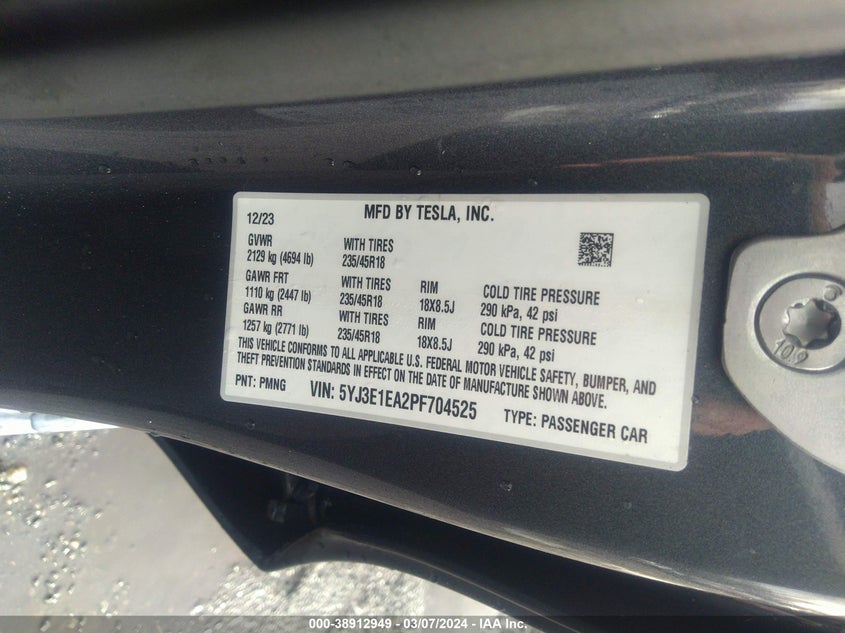 MFD BY TESLA, INC.
12/23
GVWR WITH TIRES
2129 kg (4694 lb) 235/45R18
GAWR FRT WITH TIRES RIM COLD TIRE PRESSURE
1110 kg (2447 lb) 235/45R18 18X8.5J 290 kPa, 42 psi
GAWR RR WITH TIRES RIM COLD TIRE PRESSURE
1257 kg (2771 lb) 235/45R18 18X8.5J 290 kPa, 42 psi
THIS VEHICLE CONFORMS TO ALL APPLICABLE U.S. FEDERAL MOTOR VEHICLE SAFETY, BUMPER, AND
THEFT PREVENTION STANDARDS IN EFFECT ON THE DATE OF MANUFACTURE SHOWN ABOVE.
PNT: PMNG VIN: 5YJ3E1EA2PF704525 TYPE: PASSENGER CAR
10.9
000-38912949 - 03/07/2024 - IAA Inc.